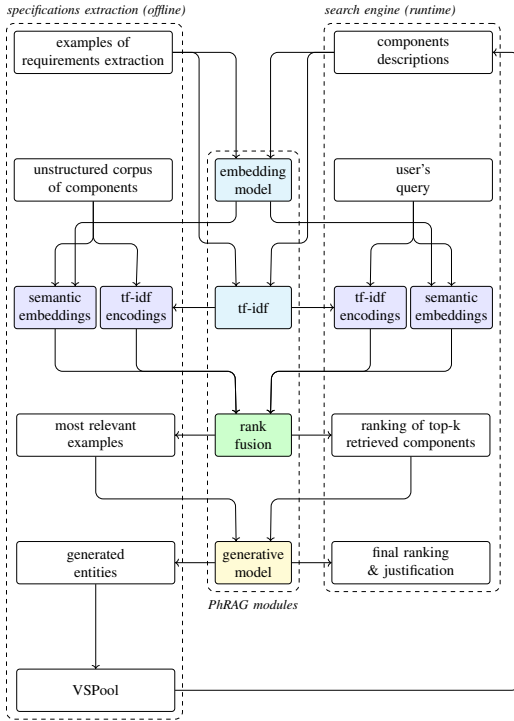 specifications extraction (offline)
search engine (runtime)
examples of
requirements extraction
components
descriptions
unstructured corpus
of components
embedding
model
user's
query
semantic
embeddings
tf-idf
encodings
tf-idf
tf-idf
encodings
semantic
embeddings
most relevant
examples
rank
fusion
ranking of top-k
retrieved components
generated
entities
generative
model
final ranking
& justification
PhRAG modules
VSPool